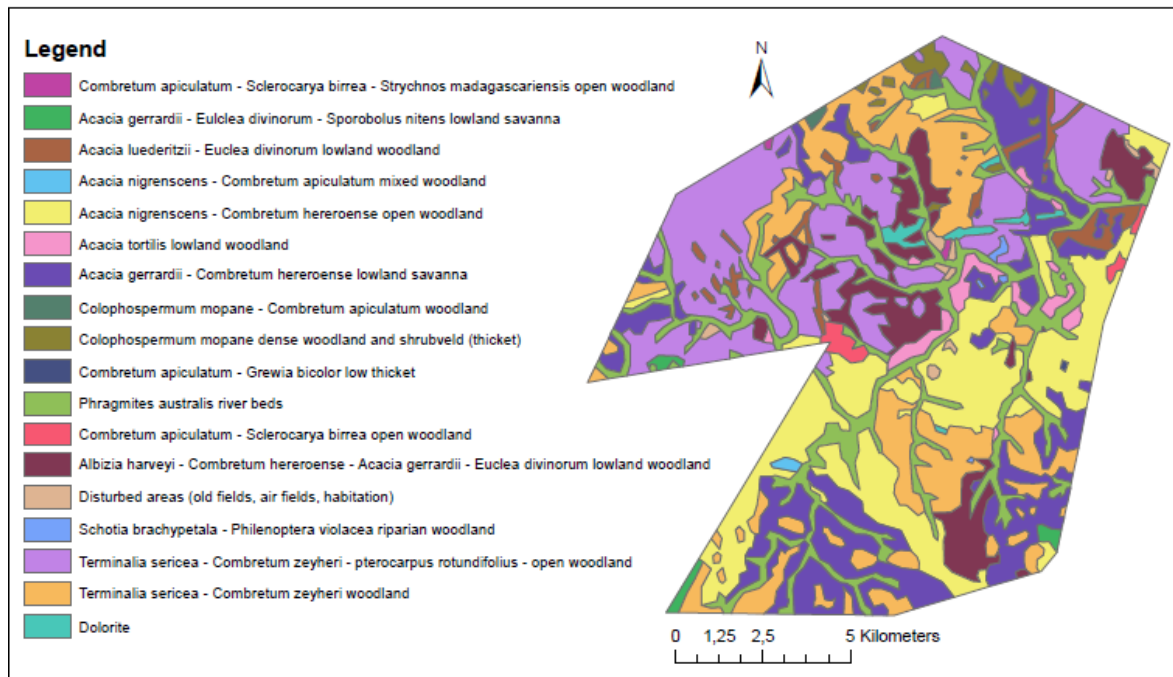 Legend
Combretum apiculatum - Sclerocarya birrea - Strychnos madagascariensis open woodland
Acacia gerrardii - Eulclea divinorum - Sporobolus nitens lowland savanna
Acacia luederitzii - Euclea divinorum lowland woodland
Acacia nigrenscens - Combretum apiculatum mixed woodland
Acacia nigrenscens - Combretum hereroense open woodland
Acacia tortilis lowland woodland
Acacia gerrardii - Combretum hereroense lowland savanna
Colophospermum mopane - Combretum apiculatum woodland
Colophospermum mopane dense woodland and shrubveld (thicket)
Combretum apiculatum - Grewia bicolor low thicket
Phragmites australis river beds
Combretum apiculatum - Sclerocarya birrea open woodland
Albizia harveyi - Combretum hereroense - Acacia gerrardii - Euclea divinorum lowland woodland
Disturbed areas (old fields, air fields, habitation)
Schotia brachypetala - Philenoptera violacea riparian woodland
Terminalia sericea - Combretum zeyheri - pterocarpus rotundifolius - open woodland
Terminalia sericea - Combretum zeyheri woodland
Dolorite
N
0 1,25 2,5 5 Kilometers